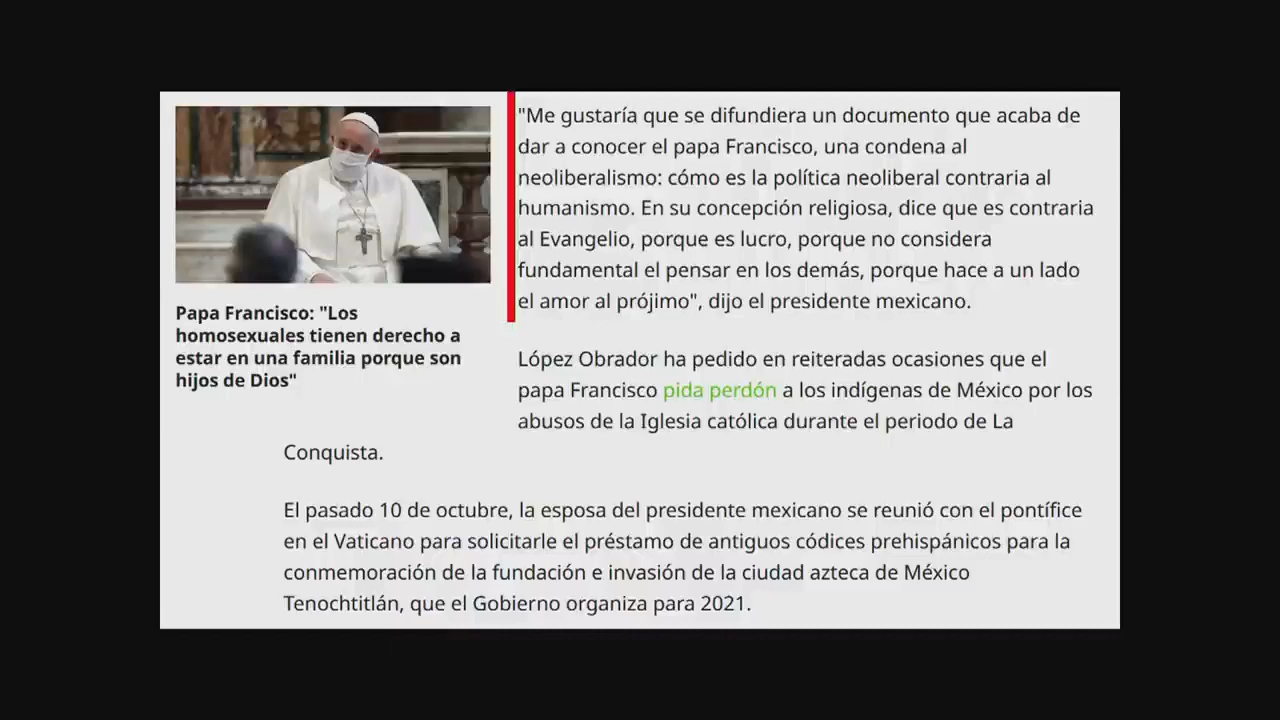 "Me gustaría que se difundiera un documento que acaba de
dar a conocer el papa Francisco, una condena al
neoliberalismo: cómo es la política neoliberal contraria al
humanismo. En su concepción religiosa, dice que es contraria
al Evangelio, porque es lucro, porque no considera
fundamental el pensar en los demás, porque hace a un lado
el amor al prójimo", dijo el presidente mexicano.
Papa Francisco: "Los
homosexuales tienen derecho a
estar en una familia porque son
hijos de Dios"
López Obrador ha pedido en reiteradas ocasiones que el
papa Francisco pida perdón a los indígenas de México por los
abusos de la Iglesia católica durante el periodo de La
Conquista.
El pasado 10 de octubre, la esposa del presidente mexicano se reunió con el pontífice
en el Vaticano para solicitarle el préstamo de antiguos códices prehispánicos para la
conmemoración de la fundación e invasión de la ciudad azteca de México
Tenochtitlán, que el Gobierno organiza para 2021.